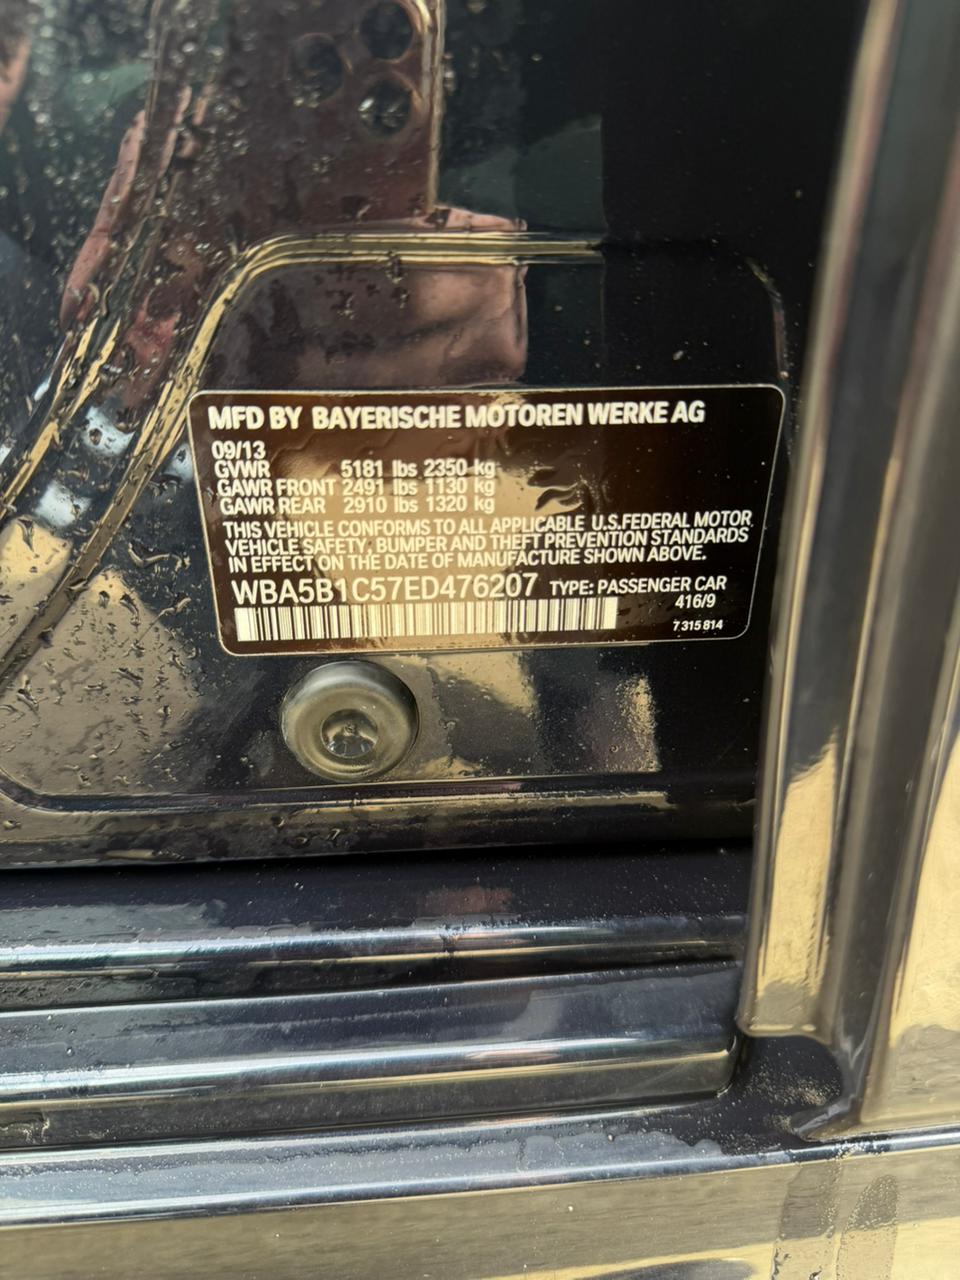 MFD BY BAYERISCHE MOTOREN WERKE AG
09/13
GVWR 5181 lbs 2350 kg
GAWR FRONT 2491 lbs 1130 kg
GAWR REAR 2910 lbs 1320 kg
THIS VEHICLE CONFORMS TO ALL APPLICABLE U.S.FEDERAL MOTOR
VEHICLE SAFETY, BUMPER AND THEFT PREVENTION STANDARDS
IN EFFECT ON THE DATE OF MANUFACTURE SHOWN ABOVE.
WBA5B1C57ED476207 TYPE: PASSENGER CAR
416/9
7 315 814